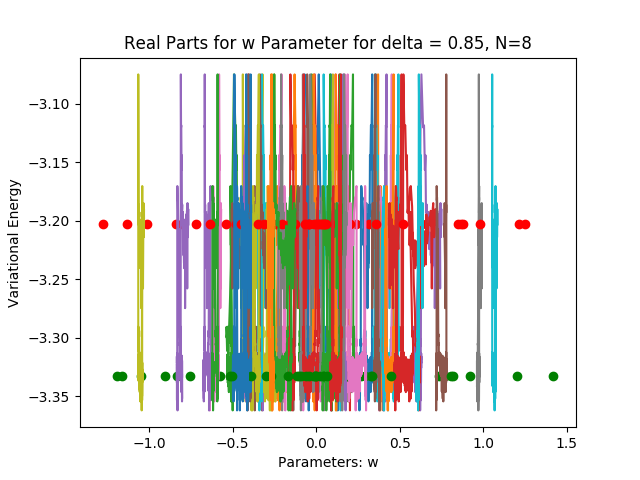 Real Parts for w Parameter for delta = 0.85, N=8
Variational Energy
−3.10
−3.15
−3.20
−3.25
−3.30
−3.35
−1.0 −0.5 0.0 0.5 1.0 1.5
Parameters: w